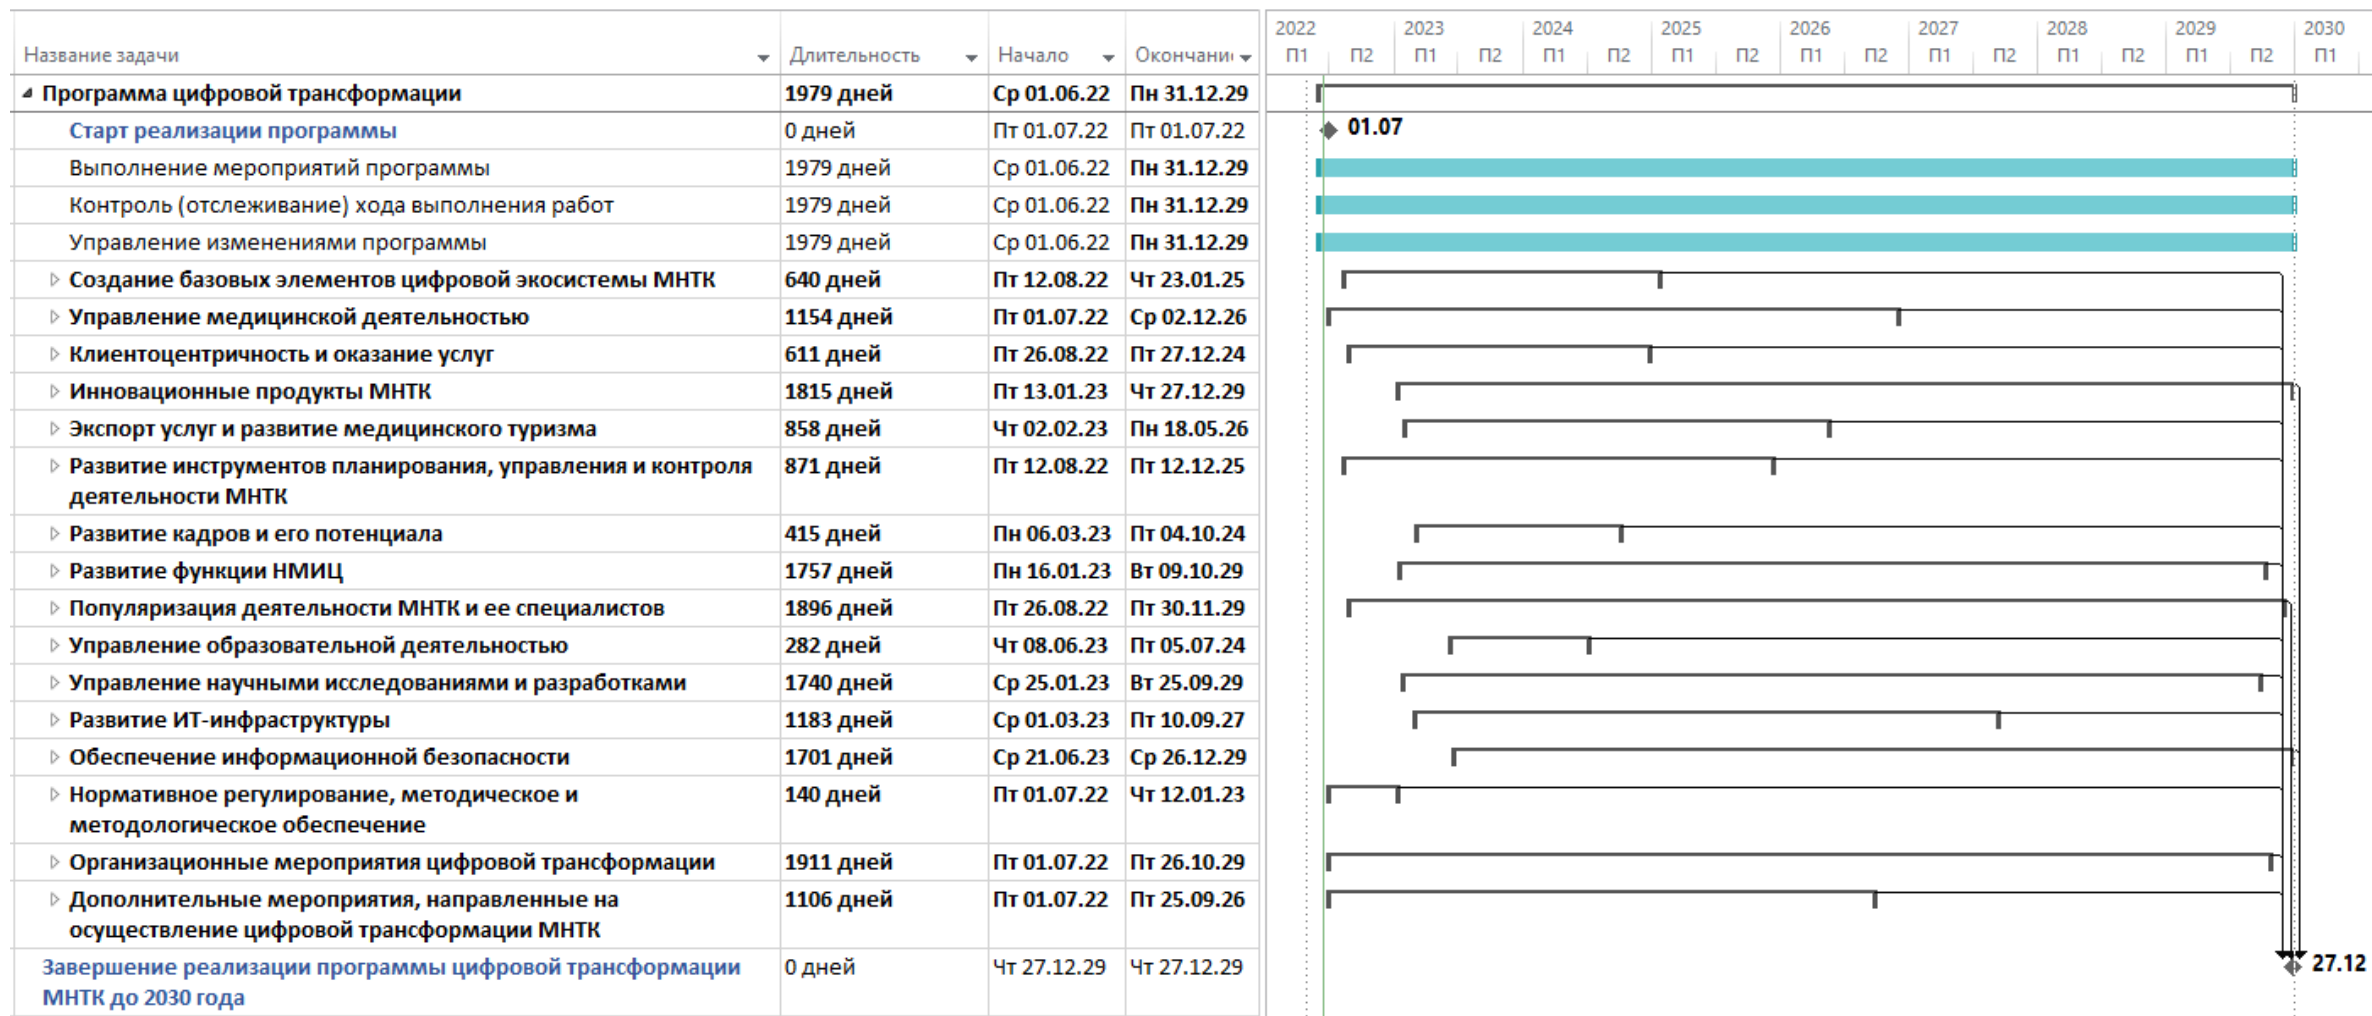 2022 2023 2024 2025 2026 2027 2028 2029 2030
Название задачи Длительность Начало Окончани П1 П2 П1 П2 П1 П2 П1 П2 П1 П2 П1 П2 П1 П2 П1 П2 П1
Программа цифровой трансформации 1979 дней Ср 01.06.22 Пн 31.12.29
Старт реализации программы 0 дней Пт 01.07.22 Пт 01.07.22 01.07
Выполнение мероприятий программы 1979 дней Ср 01.06.22 Пн 31.12.29
Контроль (отслеживание) хода выполнения работ 1979 дней Ср 01.06.22 Пн 31.12.29
Управление изменениями программы 1979 дней Ср 01.06.22 Пн 31.12.29
Создание базовых элементов цифровой экосистемы МНТК 640 дней Пт 12.08.22 Чт 23.01.25
Управление медицинской деятельностью 1154 дней Пт 01.07.22 Ср 02.12.26
Клиентоцентричность и оказание услуг 611 дней Пт 26.08.22 Пт 27.12.24
Инновационные продукты МНТК 1815 дней Пт 13.01.23 Чт 27.12.29
Экспорт услуг и развитие медицинского туризма 858 дней Чт 02.02.23 Пн 18.05.26
Развитие инструментов планирования, управления и контроля 871 дней Пт 12.08.22 Пт 12.12.25
деятельности МНТК
Развитие кадров и его потенциала 415 дней Пн 06.03.23 Пт 04.10.24
Развитие функции НМИЦ 1757 дней Пн 16.01.23 Вт 09.10.29
Популяризация деятельности МНТК и ее специалистов 1896 дней Пт 26.08.22 Пт 30.11.29
Управление образовательной деятельностью 282 дней Чт 08.06.23 Пт 05.07.24
Управление научными исследованиями и разработками 1740 дней Ср 25.01.23 Вт 25.09.29
Развитие ИТ-инфраструктуры 1183 дней Ср 01.03.23 Пт 10.09.27
Обеспечение информационной безопасности 1701 дней Ср 21.06.23 Ср 26.12.29
Нормативное регулирование, методическое и 140 дней Пт 01.07.22 Чт 12.01.23
методологическое обеспечение
Организационные мероприятия цифровой трансформации 1911 дней Пт 01.07.22 Пт 26.10.29
Дополнительные мероприятия, направленные на 1106 дней Пт 01.07.22 Пт 25.09.26
осуществление цифровой трансформации МНТК
Завершение реализации программы цифровой трансформации 0 дней Чт 27.12.29 Чт 27.12.29 27.12
МНТК до 2030 года